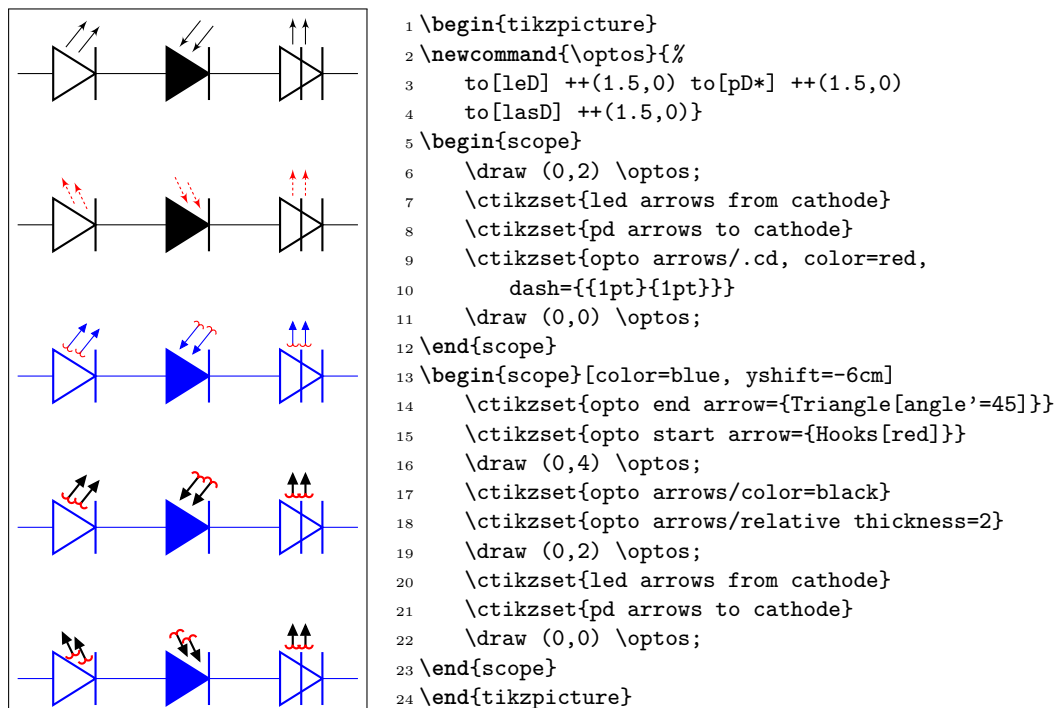 1 \begin{tikzpicture}
2 \newcommand{\optos}{%
3     to[leD] ++(1.5,0) to[pD*] ++(1.5,0)
4     to[lasD] ++(1.5,0)}
5 \begin{scope}
6     \draw (0,2) \optos;
7     \ctikzset{led arrows from cathode}
8     \ctikzset{pd arrows to cathode}
9     \ctikzset{opto arrows/.cd, color=red,
10         dash={{1pt}{1pt}}}
11     \draw (0,0) \optos;
12 \end{scope}
13 \begin{scope}[color=blue, yshift=-6cm]
14     \ctikzset{opto end arrow={Triangle[angle’=45]}}
15     \ctikzset{opto start arrow={Hooks[red]}}
16     \draw (0,4) \optos;
17     \ctikzset{opto arrows/color=black}
18     \ctikzset{opto arrows/relative thickness=2}
19     \draw (0,2) \optos;
20     \ctikzset{led arrows from cathode}
21     \ctikzset{pd arrows to cathode}
22     \draw (0,0) \optos;
23 \end{scope}
24 \end{tikzpicture}